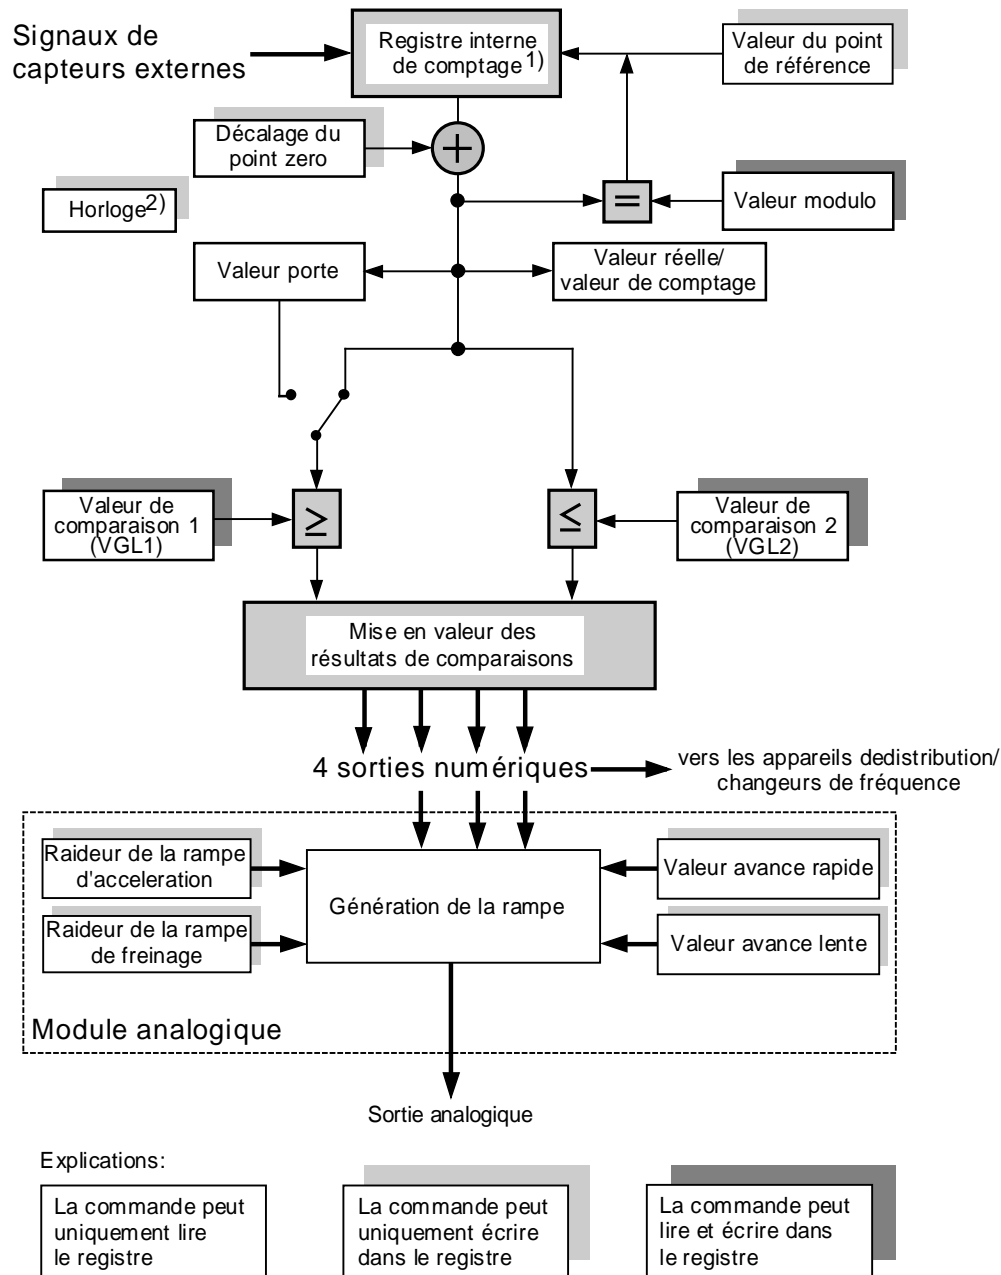 Signaux de
capteurs externes
Registre interne
de comptage 1)
Valeur du point
de référence
Décalage du
point zero
+
Horloge 2)
=
Valeur modulo
Valeur porte
Valeur réelle/
valeur de comptage
Valeur de
comparaison 1
(VGL1)
≥
≤
Valeur de
comparaison 2
(VGL2)
Mise en valeur des
résultats de comparaisons
4 sorties numériques
vers les appareils dedistribution/
changeurs de fréquence
Raideur de la rampe
d'acceleration
Raideur de la rampe
de freinage
Génération de la rampe
Valeur avance rapide
Valeur avance lente
Module analogique
Sortie analogique
Explications:
La commande peut
uniquement lire
le registre
La commande peut
uniquement écrire
dans le registre
La commande peut
lire et écrire dans
le registre